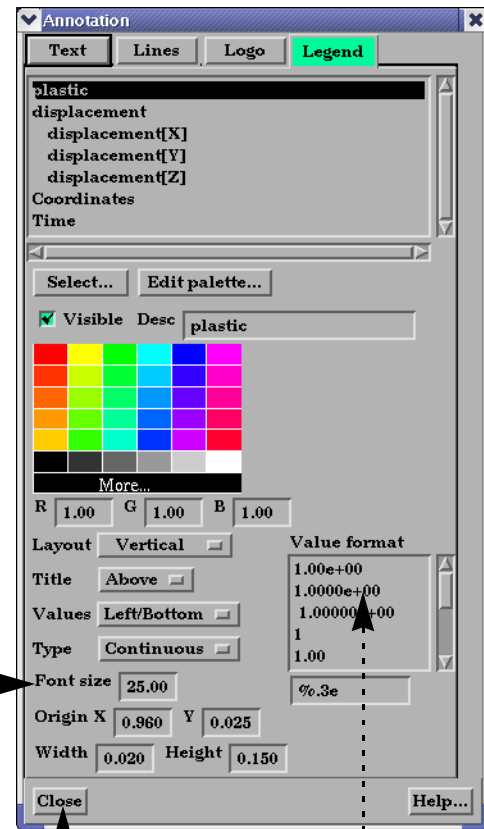 Annotation
Text Lines Logo Legend
plastic
displacement
displacement[X]
displacement[Y]
displacement[Z]
Coordinates
Time
Select... Edit palette...
Visible Desc plastic
More...
R 1.00 G 1.00 B 1.00
Layout Vertical
Title Above
Values Left/Bottom
Type Continuous
Font size 25.00
Origin X 0.960 Y 0.025
Width 0.020 Height 0.150
Value format
1.00e+00
1.0000e+00
1
1.00
%.3e
Close Help...